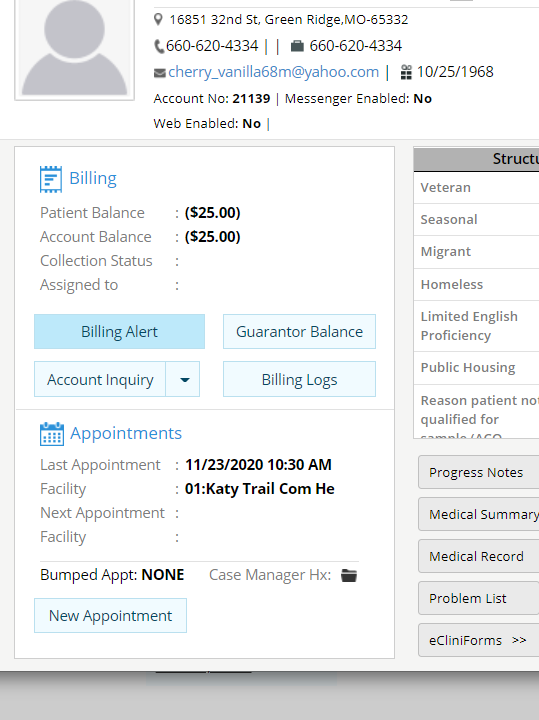 16851 32nd St, Green Ridge,MO-65332
660-620-4334 | | 660-620-4334
cherry_vanilla68m@yahoo.com | 10/25/1968
Account No: 21139 | Messenger Enabled: No
Web Enabled: No |
Billing
Patient Balance : ($25.00)
Account Balance : ($25.00)
Collection Status :
Assigned to :
Billing Alert Guarantor Balance
Account Inquiry Billing Logs
Appointments
Last Appointment : 11/23/2020 10:30 AM
Facility : 01:Katy Trail Com He
Next Appointment :
Facility :
Bumped Appt: NONE Case Manager Hx:
New Appointment
Structu
Veteran
Seasonal
Migrant
Homeless
Limited English
Proficiency
Public Housing
Reason patient not
qualified for
sample (ACO
Progress Notes
Medical Summary
Medical Record
Problem List
eCliniForms >>